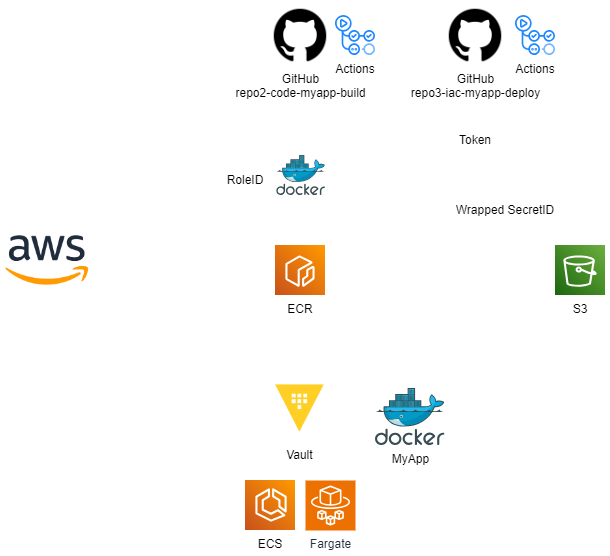 Actions
Actions
GitHub
GitHub
repo2-code-myapp-build
repo3-iac-myapp-deploy
Token
RoleID
docker
Wrapped SecretID
aws
ECR
S3
docker
Vault
MyApp
ECS
Fargate